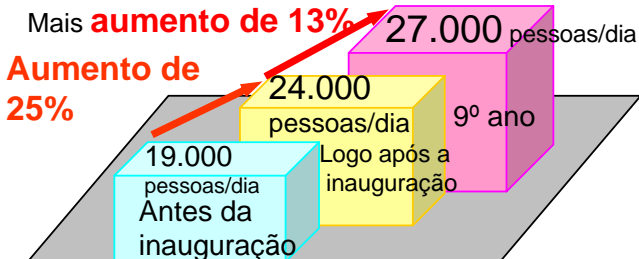 Mais aumento de 13%
27.000 pessoas/dia
Aumento de
25%
24.000
pessoas/dia
9º ano
Logo após a
inauguração
19.000
pessoas/dia
Antes da
inauguração